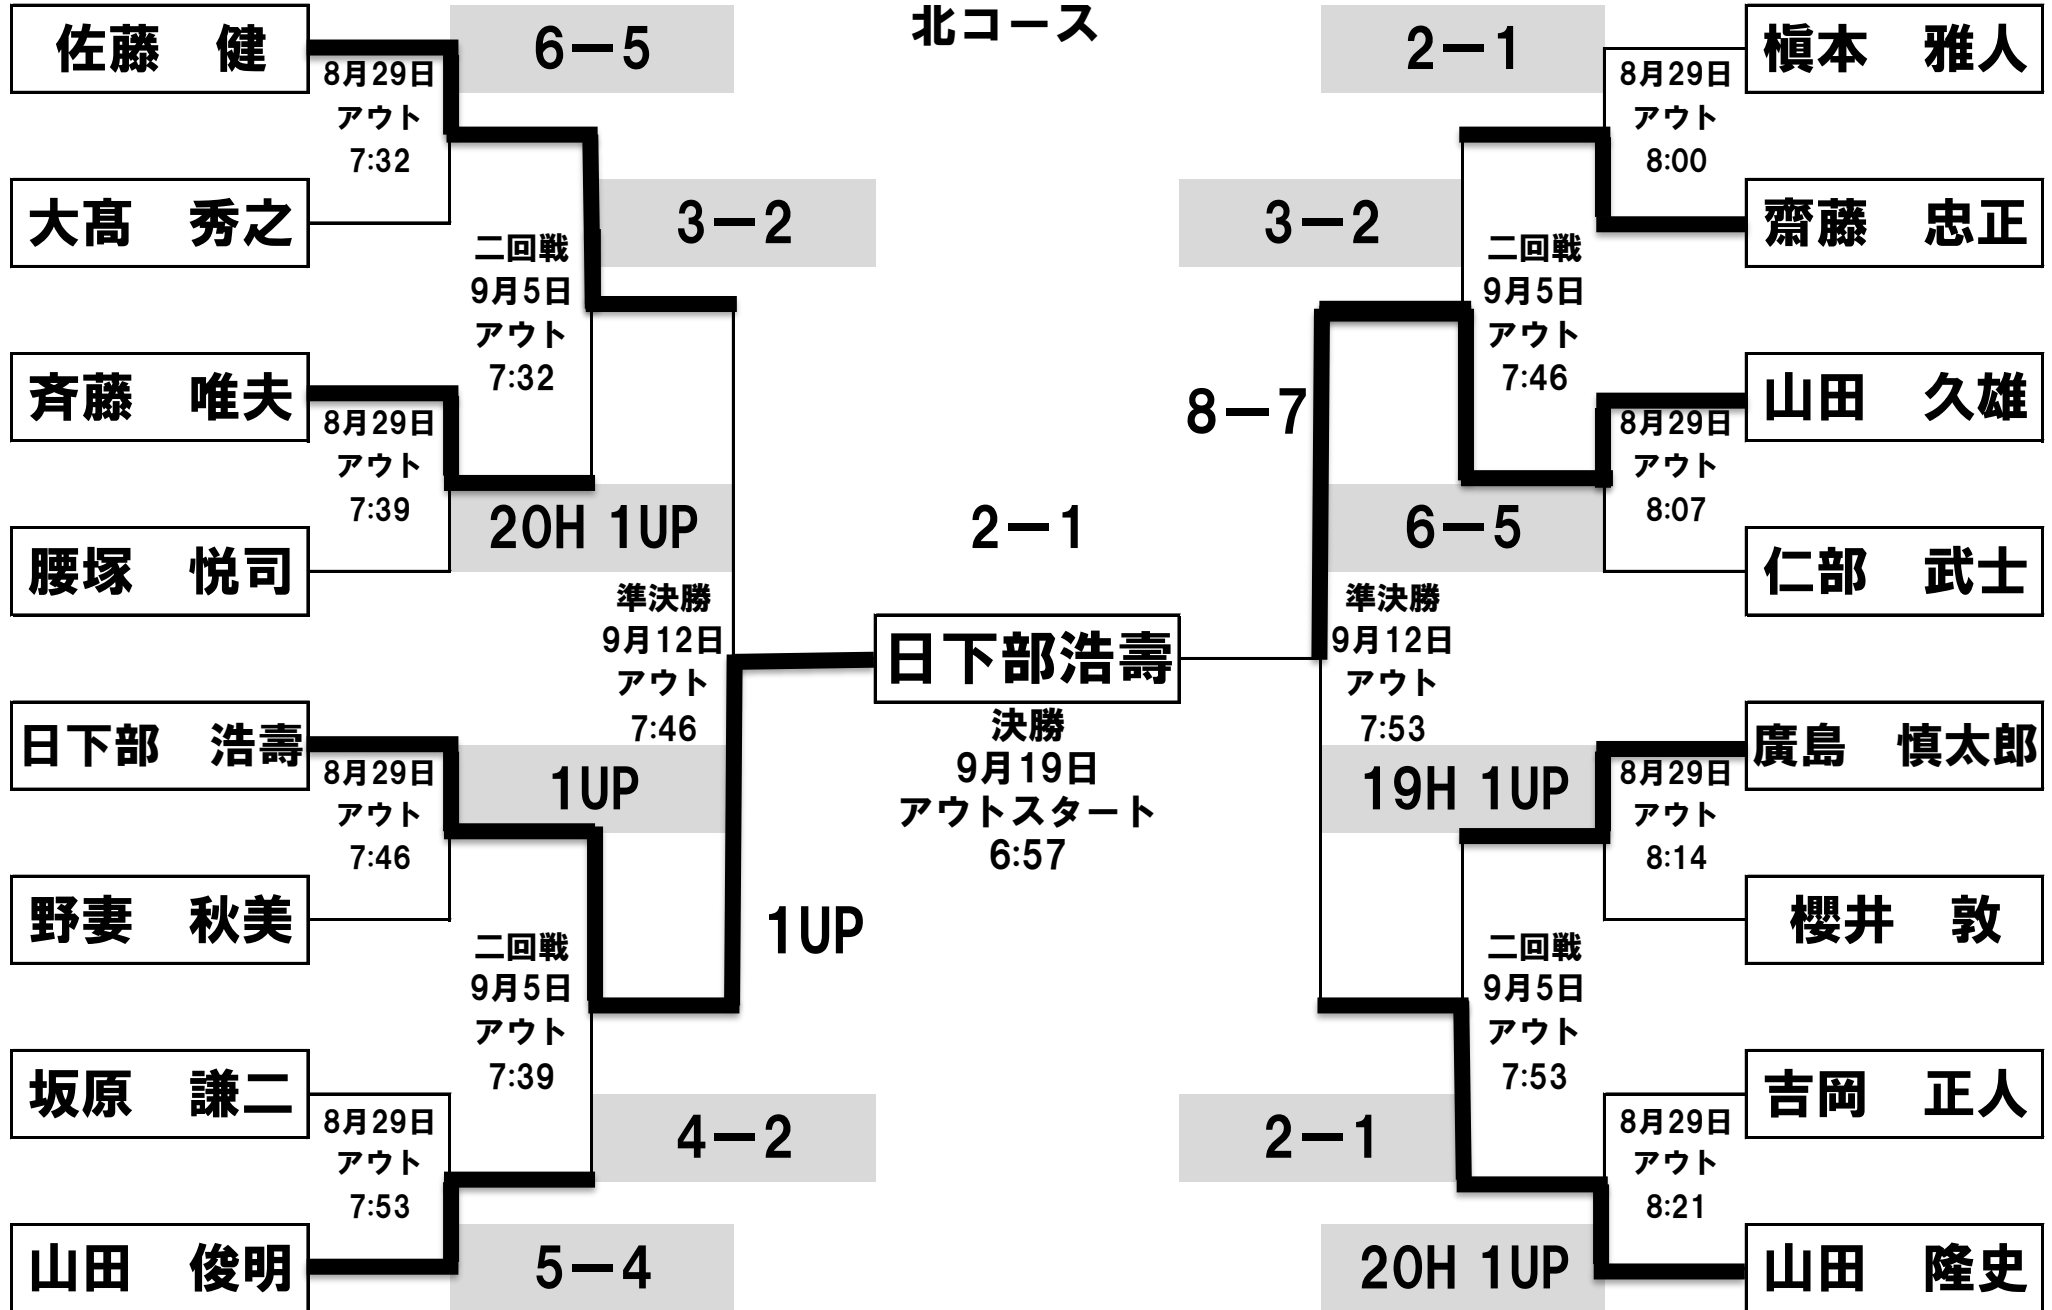 北コース
佐藤　健
6－5
8月29日
アウト
7:32
大髙　秀之
二回戦
9月5日
アウト
7:32
3－2
斉藤　唯夫
8月29日
アウト
7:39
腰塚　悦司
20H 1UP
準決勝
9月12日
アウト
7:46
日下部　浩壽
8月29日
アウト
7:46
1UP
野妻　秋美
二回戦
9月5日
アウト
7:39
1UP
坂原　謙二
8月29日
アウト
7:53
4－2
山田　俊明
5－4
2－1
日下部浩壽
決勝
9月19日
アウトスタート
6:57
2－1
槇本　雅人
8月29日
アウト
8:00
齋藤　忠正
3－2
二回戦
9月5日
アウト
7:46
8－7
山田　久雄
8月29日
アウト
8:07
仁部　武士
6－5
準決勝
9月12日
アウト
7:53
廣島　慎太郎
19H 1UP
8月29日
アウト
8:14
櫻井　敦
二回戦
9月5日
アウト
7:53
吉岡　正人
2－1
8月29日
アウト
8:21
山田　隆史
20H 1UP